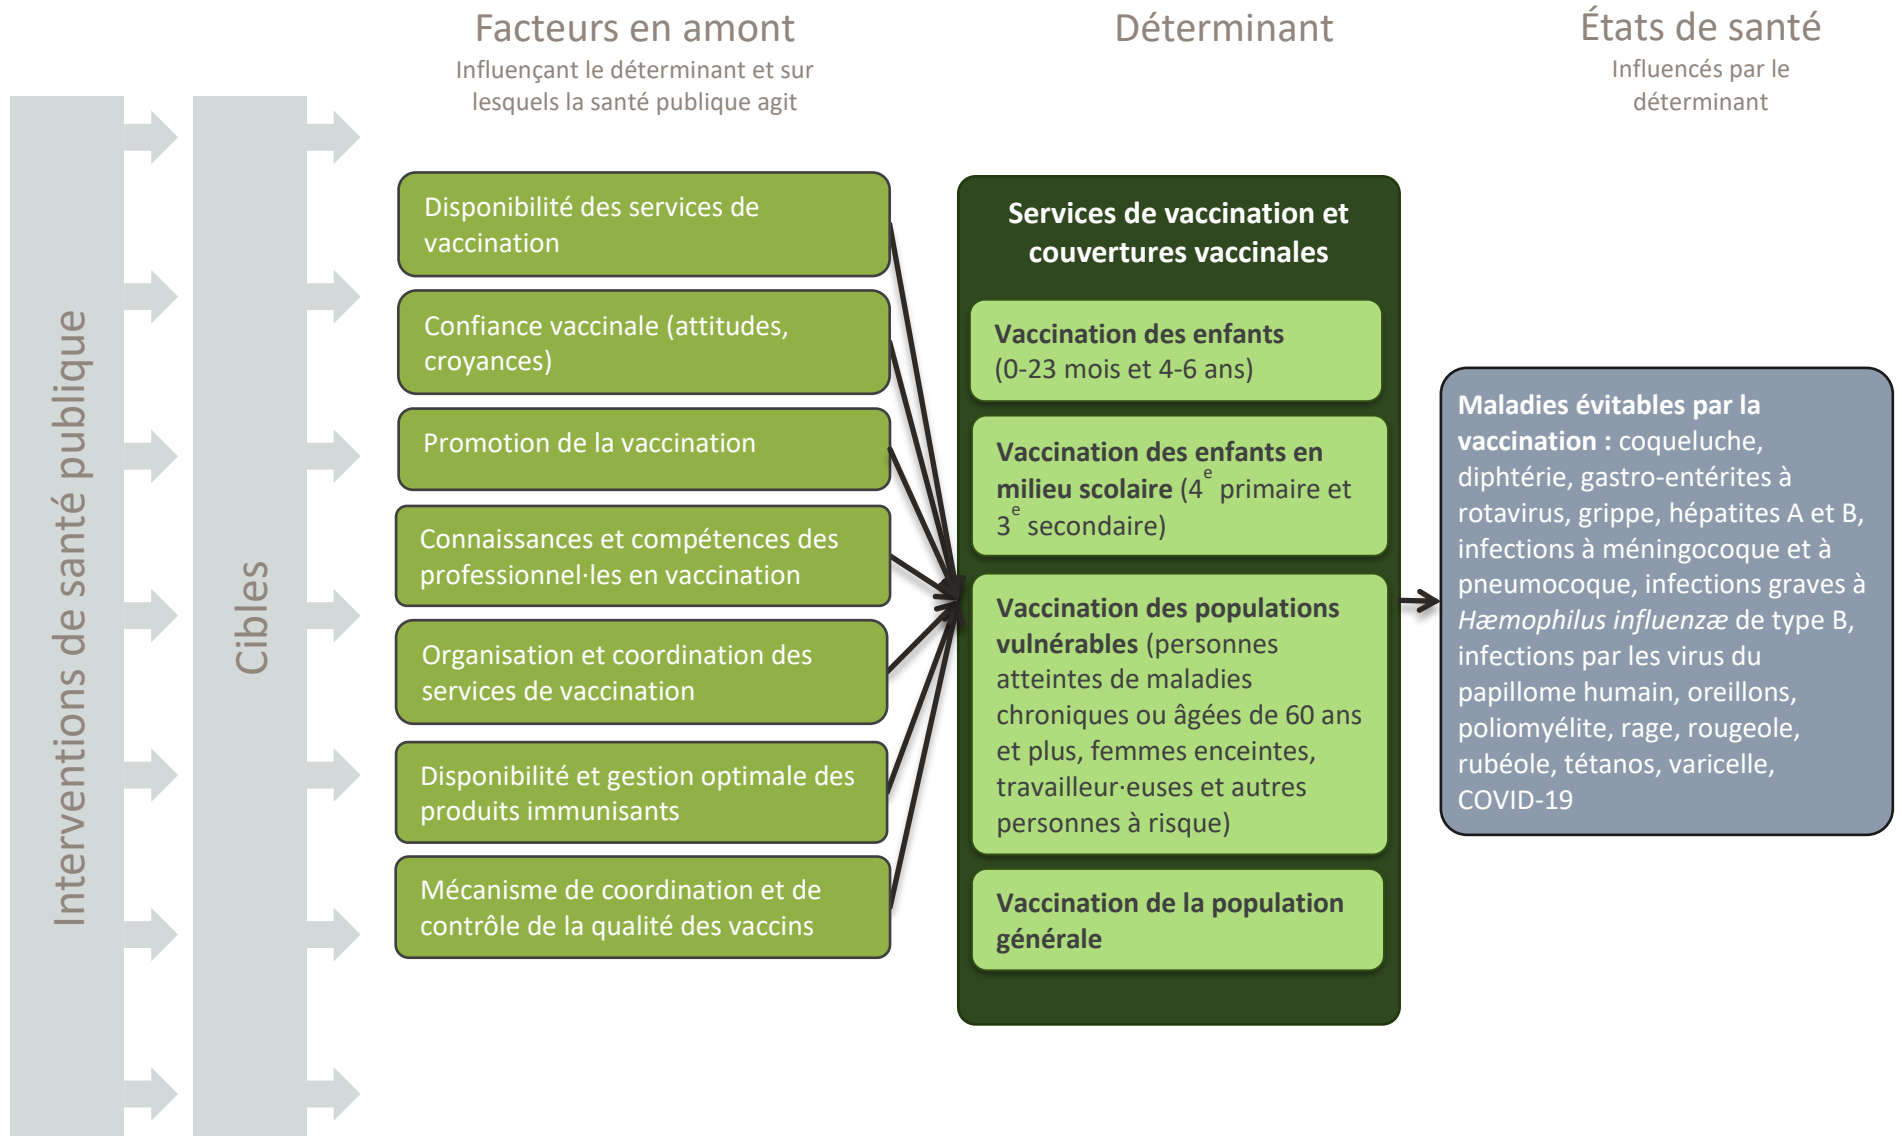 Interventions de santé publique
Cibles
Facteurs en amont
Influençant le déterminant et sur
lesquels la santé publique agit
Disponibilité des services de
vaccination
Confiance vaccinale (attitudes,
croyances)
Promotion de la vaccination
Connaissances et compétences des
professionnel·les en vaccination
Organisation et coordination des
services de vaccination
Disponibilité et gestion optimale des
produits immunisants
Mécanisme de coordination et de
contrôle de la qualité des vaccins
Déterminant
Services de vaccination et
couvertures vaccinales
Vaccination des enfants
(0-23 mois et 4-6 ans)
Vaccination des enfants en
milieu scolaire (4e primaire et
3e secondaire)
Vaccination des populations
vulnérables (personnes
atteintes de maladies
chroniques ou âgées de 60 ans
et plus, femmes enceintes,
travailleur·euses et autres
personnes à risque)
Vaccination de la population
générale
États de santé
Influencés par le
déterminant
Maladies évitables par la
vaccination : coqueluche,
diphtérie, gastro-entérites à
rotavirus, grippe, hépatites A et B,
infections à méningocoque et à
pneumocoque, infections graves à
Hæmophilus influenzæ de type B,
infections par les virus du
papillome humain, oreillons,
poliomyélite, rage, rougeole,
rubéole, tétanos, varicelle,
COVID-19